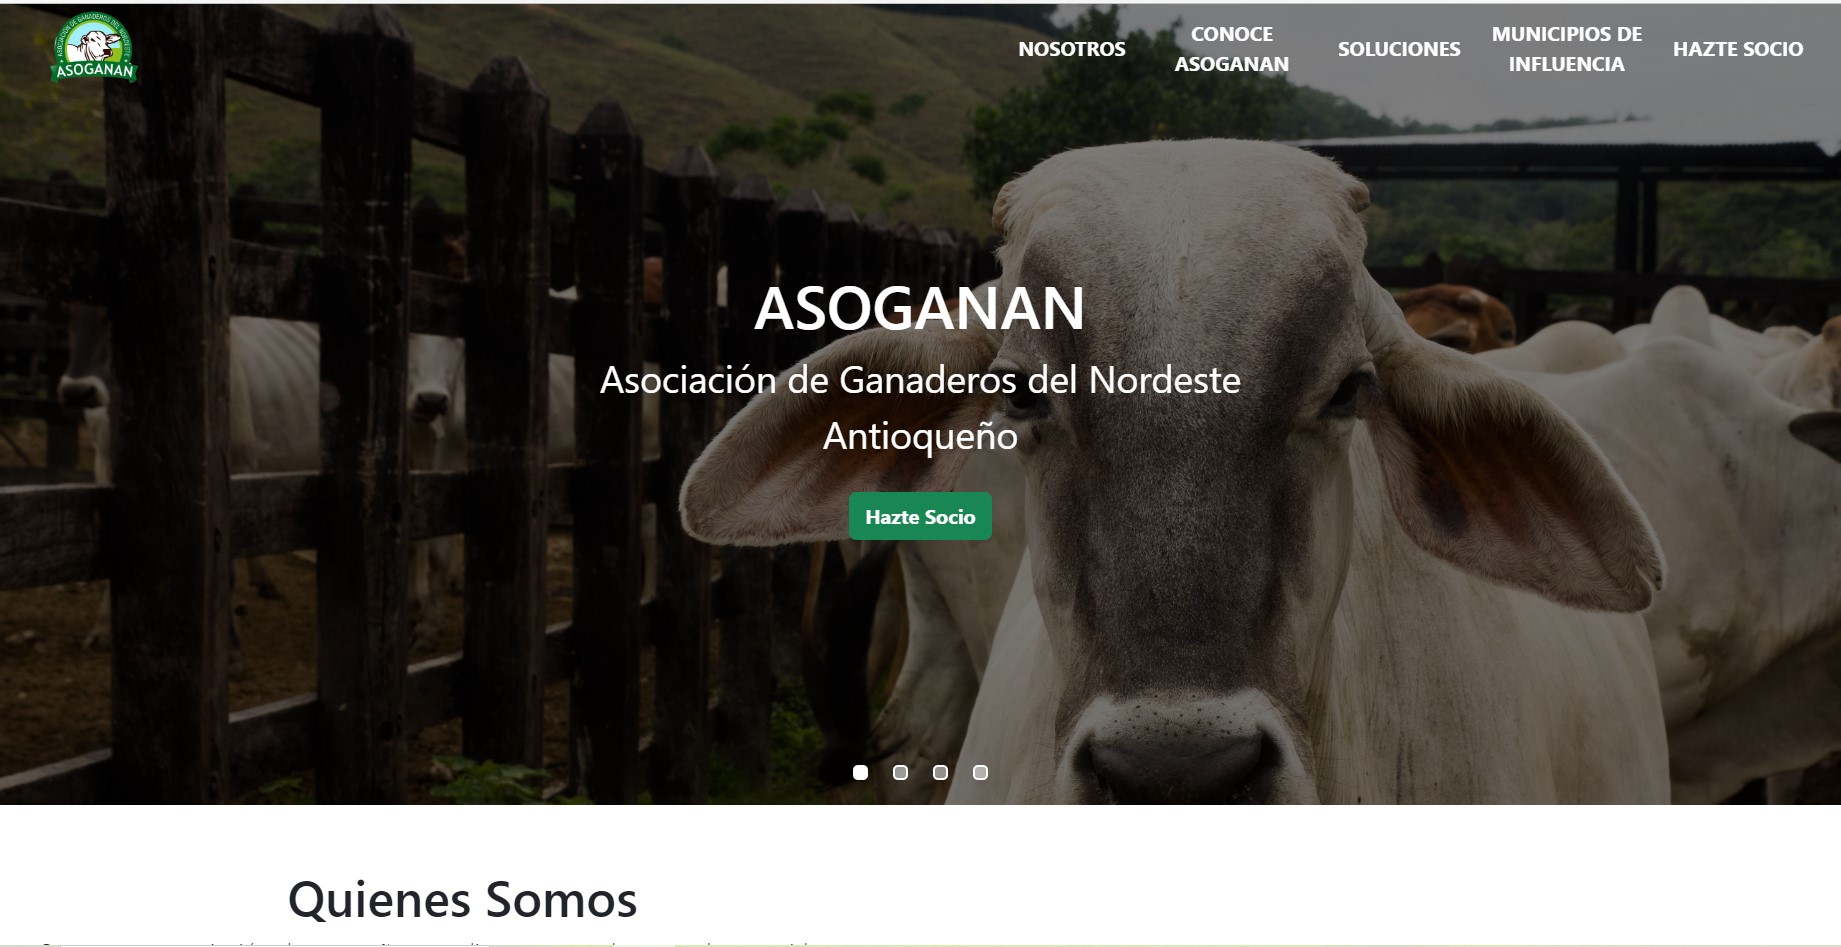 ASOCIACIÓN DE GANADEROS DEL NORDESTE
ASOGANAN
NOSOTROS
CONOCE
ASOGANAN
SOLUCIONES
MUNICIPIOS DE
INFLUENCIA
HAZTE SOCIO
ASOGANAN
Asociación de Ganaderos del Nordeste
Antioqueño
Hazte Socio
Quienes Somos